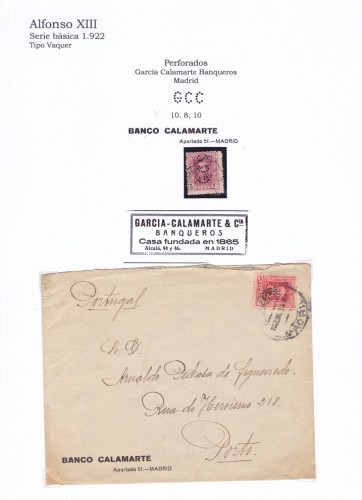 Alfonso XIII
Serie básica 1.922
Tipo Vaquer
Perforados
García Calamarte Banqueros
Madrid
GCC
10. 8, 10
BANCO CALAMARTE
Apartado 51.—MADRID
GARCIA-CALAMARTE & Cía
BANQUEROS
Casa fundada en 1865
Alcalá, 44 y 46. MADRID
Portugal
Sr. D.
Arnaldo Pedrosa de Figueiredo.
Rua do Heroismo 218.
Porto.
BANCO CALAMARTE
Apartado 51.—MADRID